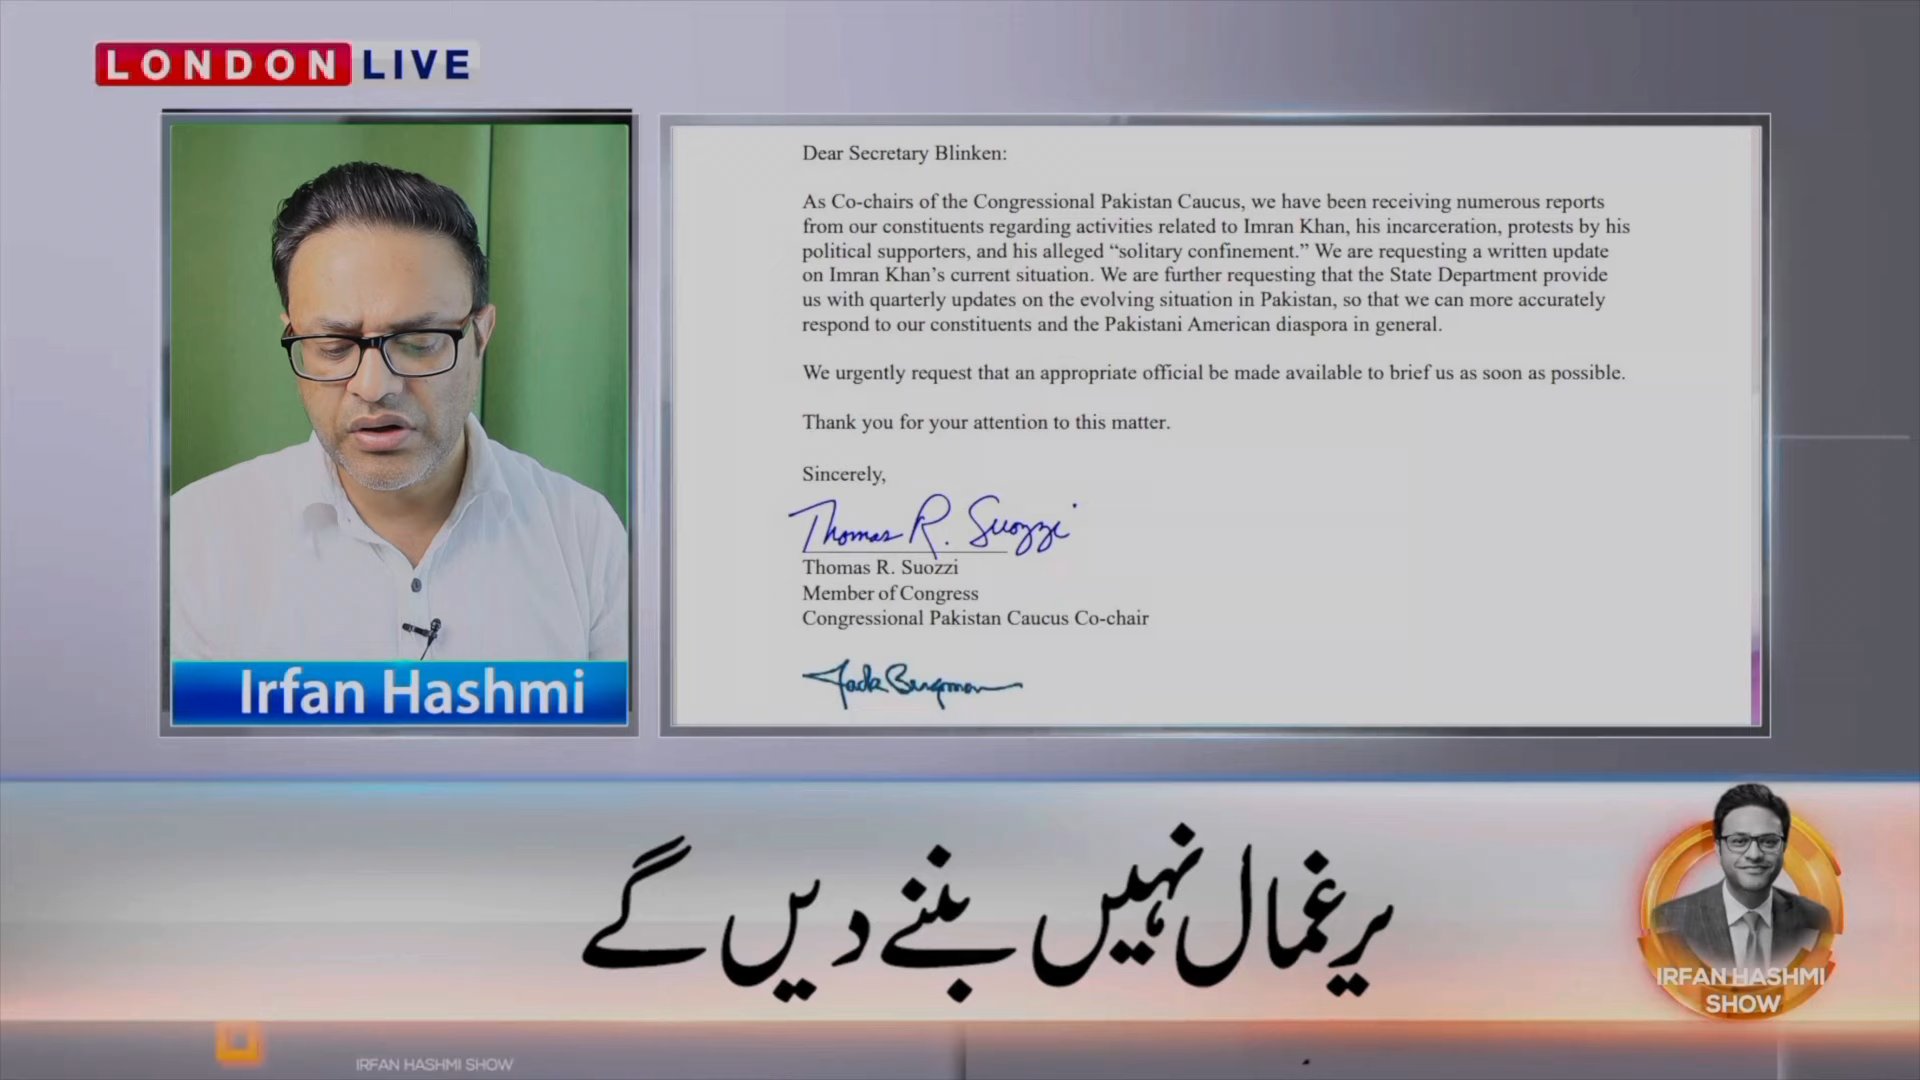 LONDON LIVE
Dear Secretary Blinken:
As Co-chairs of the Congressional Pakistan Caucus, we have been receiving numerous reports
from our constituents regarding activities related to Imran Khan, his incarceration, protests by his
political supporters, and his alleged “solitary confinement.” We are requesting a written update
on Imran Khan’s current situation. We are further requesting that the State Department provide
us with quarterly updates on the evolving situation in Pakistan, so that we can more accurately
respond to our constituents and the Pakistani American diaspora in general.
We urgently request that an appropriate official be made available to brief us as soon as possible.
Thank you for your attention to this matter.
Sincerely,
Thomas R. Suozzi
Thomas R. Suozzi
Member of Congress
Congressional Pakistan Caucus Co-chair
Jack Bergman
Irfan Hashmi
یرغمال نہیں بننے دیں گے
IRFAN HASHMI
SHOW
IRFAN HASHMI SHOW